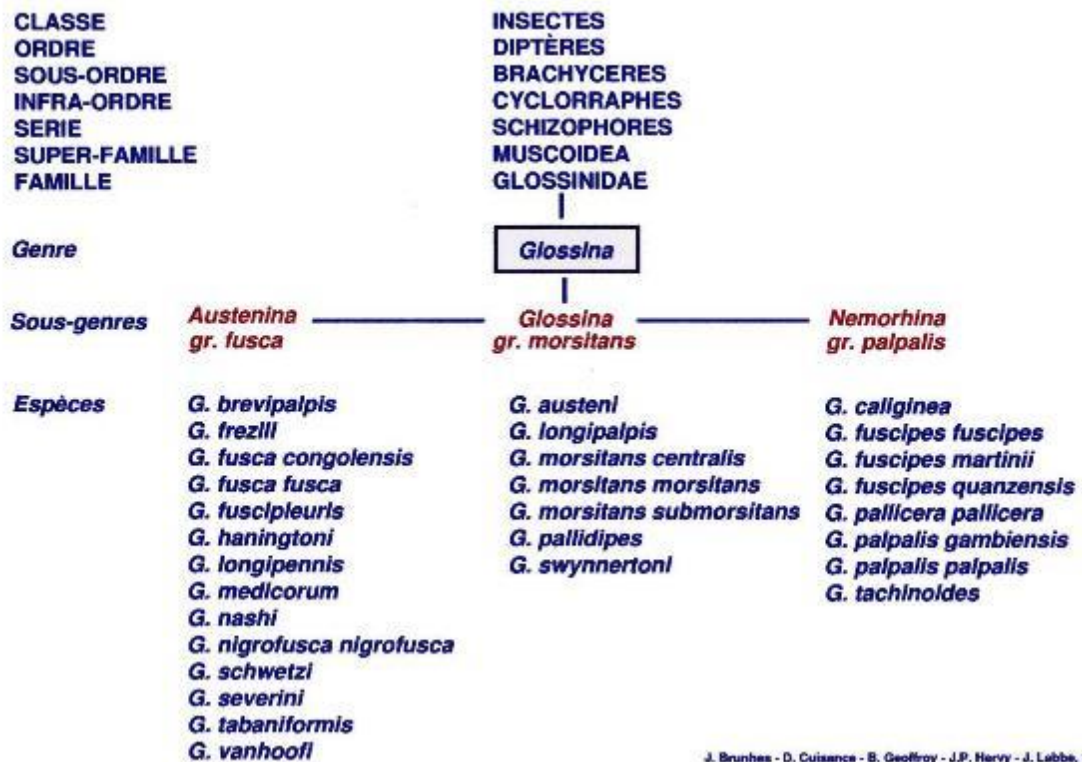 CLASSE INSECTES
ORDRE DIPTÈRES
SOUS-ORDRE BRACHYCERES
INFRA-ORDRE CYCLORRAPHES
SERIE SCHIZOPHORES
SUPER-FAMILLE MUSCOIDEA
FAMILLE GLOSSINIDAE
Genre Glossina
Sous-genres Austenina Glossina Nemorhina
gr. fusca gr. morsitans gr. palpalis
Espèces G. brevipalpis G. austeni G. caliginea
G. frezili G. longipalpis G. fuscipes fuscipes
G. fusca congolensis G. morsitans centralis G. fuscipes martinii
G. fusca fusca G. morsitans morsitans G. fuscipes quanzensis
G. fuscipleuris G. morsitans submorsitans G. pallicera pallicera
G. haningtoni G. pallidipes G. palpalis gambiensis
G. longipennis G. swynnertoni G. palpalis palpalis
G. medicorum G. tachinoides
G. nashi
G. nigrofusca nigrofusca
G. schwetzi
G. severini
G. tabaniformis
G. vanhoofi
J. Brunhes - D. Cuisance - B. Geoffroy - J.P. Hervy - J. Lebbe.